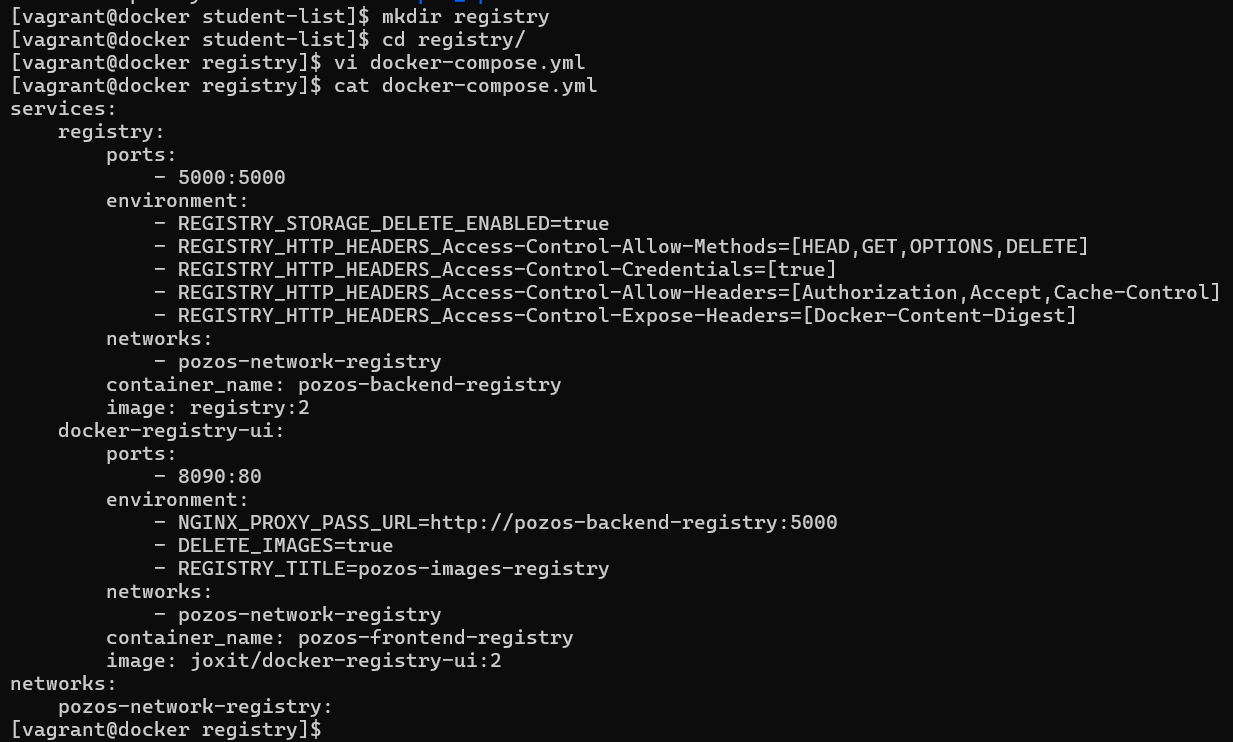 [vagrant@docker student-list]$ mkdir registry
[vagrant@docker student-list]$ cd registry/
[vagrant@docker registry]$ vi docker-compose.yml
[vagrant@docker registry]$ cat docker-compose.yml
services:
    registry:
        ports:
            - 5000:5000
        environment:
            - REGISTRY_STORAGE_DELETE_ENABLED=true
            - REGISTRY_HTTP_HEADERS_Access-Control-Allow-Methods=[HEAD,GET,OPTIONS,DELETE]
            - REGISTRY_HTTP_HEADERS_Access-Control-Credentials=[true]
            - REGISTRY_HTTP_HEADERS_Access-Control-Allow-Headers=[Authorization,Accept,Cache-Control]
            - REGISTRY_HTTP_HEADERS_Access-Control-Expose-Headers=[Docker-Content-Digest]
        networks:
            - pozos-network-registry
        container_name: pozos-backend-registry
        image: registry:2
    docker-registry-ui:
        ports:
            - 8090:80
        environment:
            - NGINX_PROXY_PASS_URL=http://pozos-backend-registry:5000
            - DELETE_IMAGES=true
            - REGISTRY_TITLE=pozos-images-registry
        networks:
            - pozos-network-registry
        container_name: pozos-frontend-registry
        image: joxit/docker-registry-ui:2
networks:
    pozos-network-registry:
[vagrant@docker registry]$